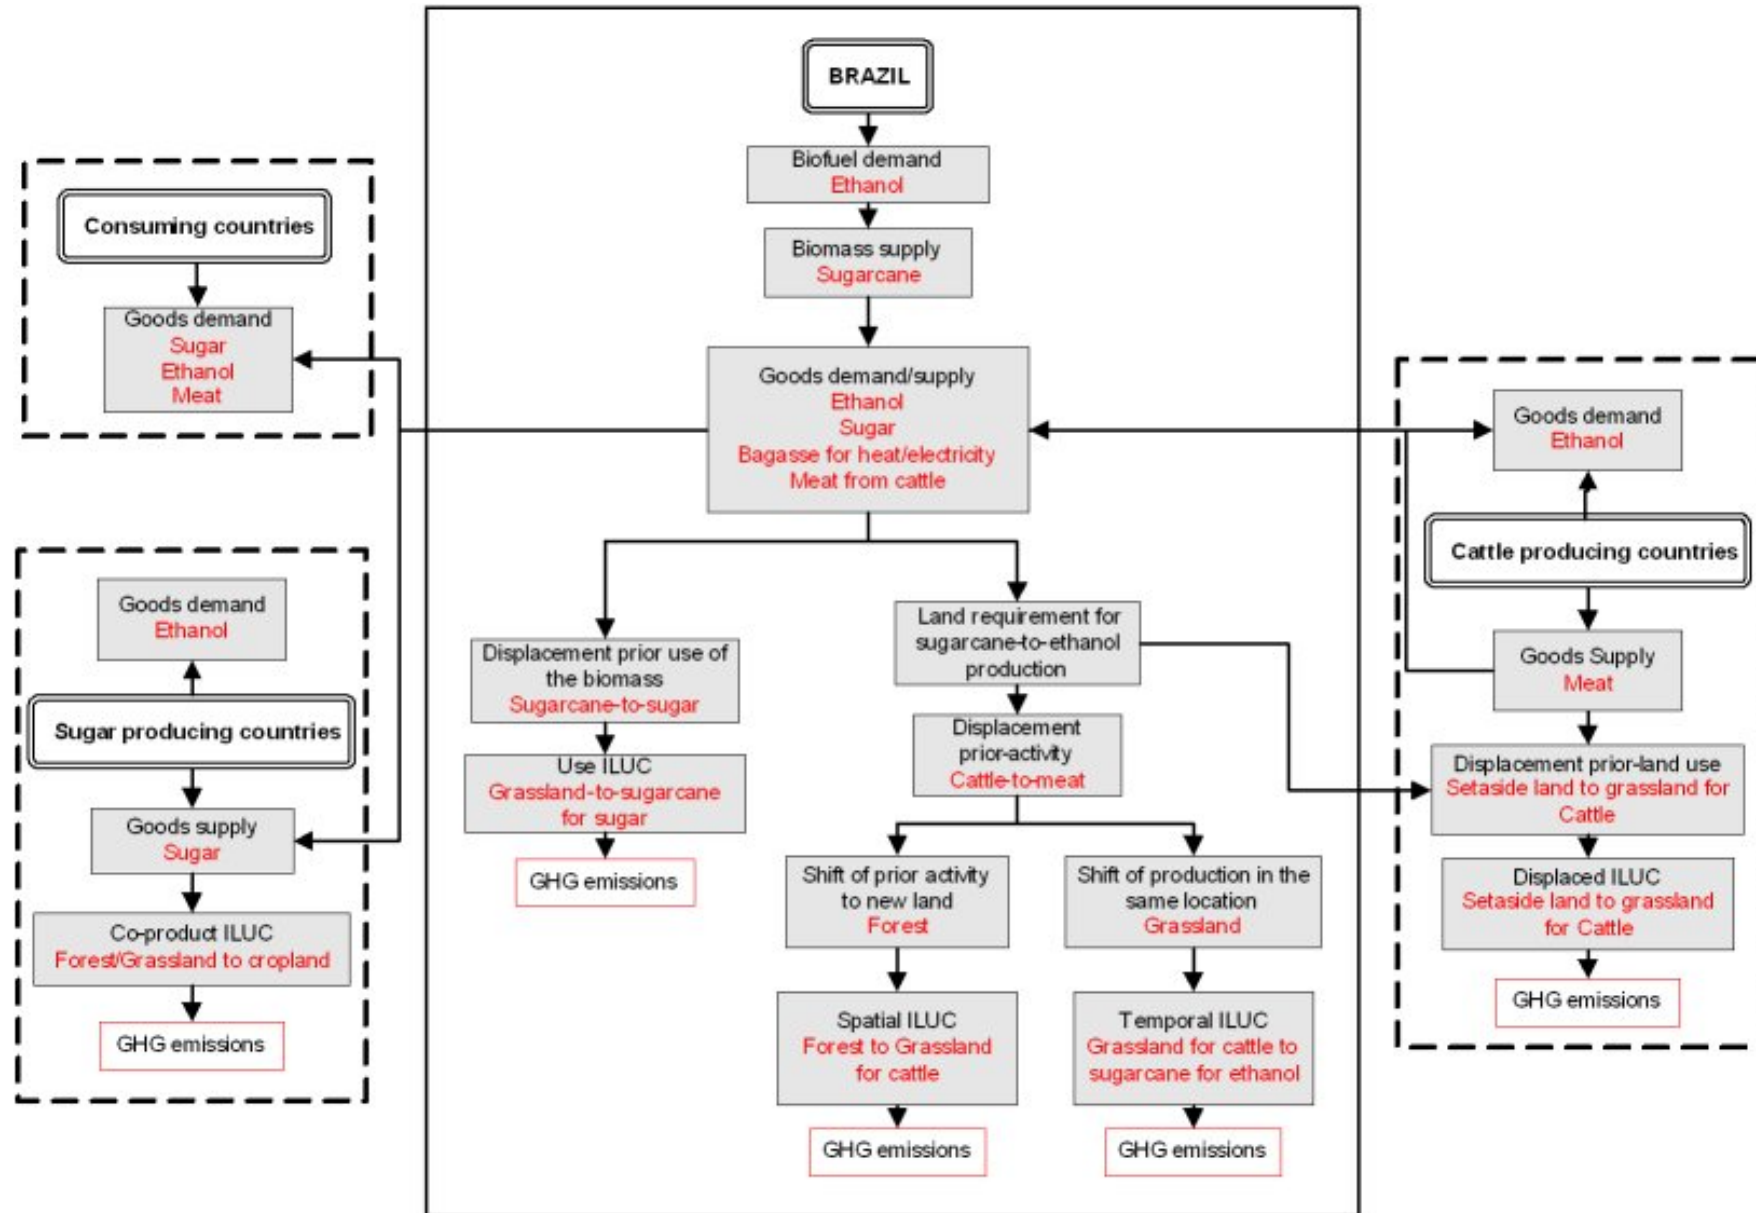 BRAZIL
Biofuel demand
Ethanol
Biomass supply
Sugarcane
Goods demand/supply
Ethanol
Sugar
Bagasse for heat/electricity
Meat from cattle
Displacement prior use of
the biomass
Sugarcane-to-sugar
Use ILUC
Grassland-to-sugarcane
for sugar
GHG emissions
Land requirement for
sugarcane-to-ethanol
production
Displacement
prior-activity
Cattle-to-meat
Shift of prior activity
to new land
Forest
Spatial ILUC
Forest to Grassland
for cattle
GHG emissions
Shift of production in the
same location
Grassland
Temporal ILUC
Grassland for cattle to
sugarcane for ethanol
GHG emissions
Consuming countries
Goods demand
Sugar
Ethanol
Meat
Goods demand
Ethanol
Sugar producing countries
Goods supply
Sugar
Co-product ILUC
Forest/Grassland to cropland
GHG emissions
Goods demand
Ethanol
Cattle producing countries
Goods Supply
Meat
Displacement prior-land use
Setaside land to grassland for
Cattle
Displaced ILUC
Setaside land to grassland
for Cattle
GHG emissions